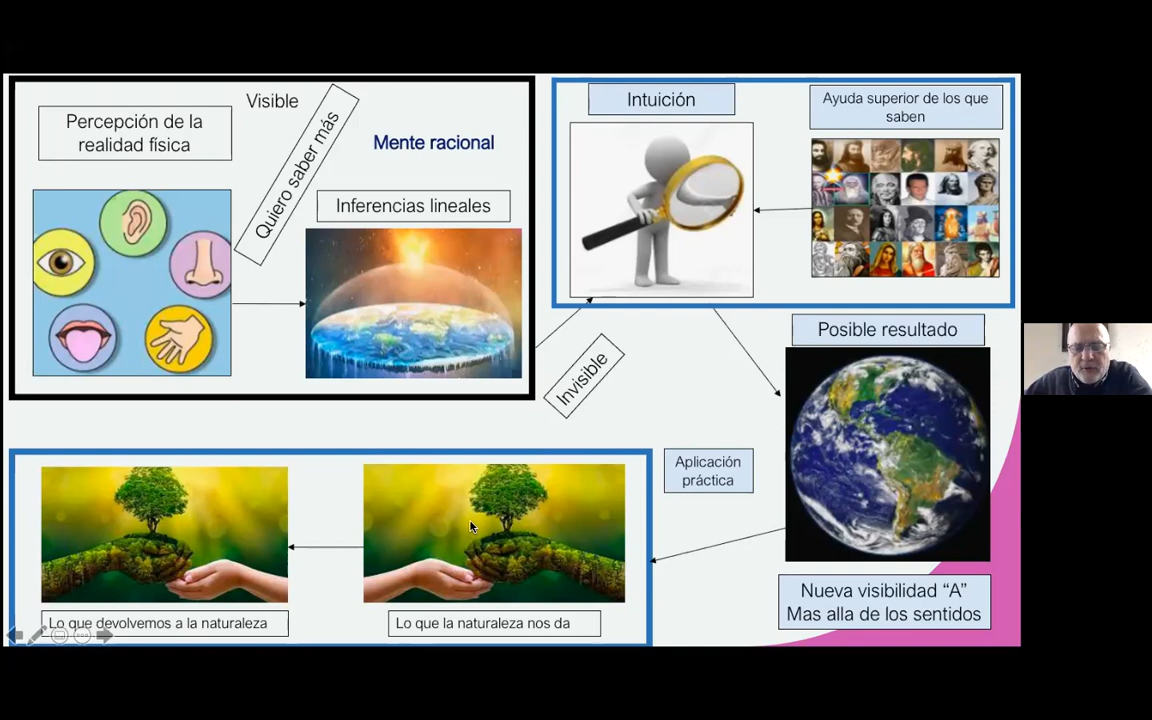 Visible
Percepción de la
realidad física
Quiero saber más
Mente racional
Inferencias lineales
Intuición
Ayuda superior de los que
saben
Invisible
Posible resultado
Aplicación
práctica
Nueva visibilidad “A”
Mas alla de los sentidos
Lo que devolvemos a la naturaleza
Lo que la naturaleza nos da